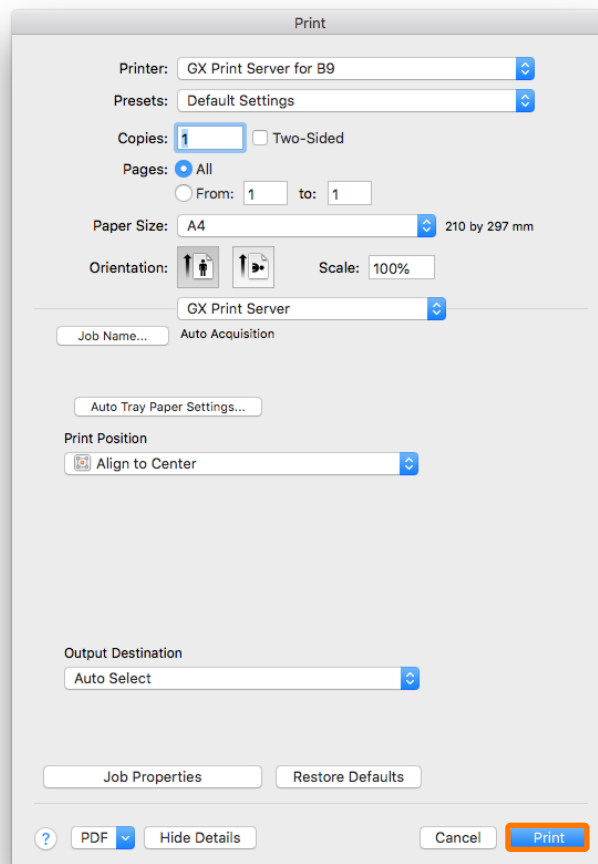 Print
Printer: GX Print Server for B9
Presets: Default Settings
Copies: 1 Two-Sided
Pages: All
From: 1 to: 1
Paper Size: A4 210 by 297 mm
Orientation: Scale: 100%
GX Print Server
Job Name... Auto Acquisition
Auto Tray Paper Settings...
Print Position
Align to Center
Output Destination
Auto Select
Job Properties Restore Defaults
? PDF Hide Details Cancel Print